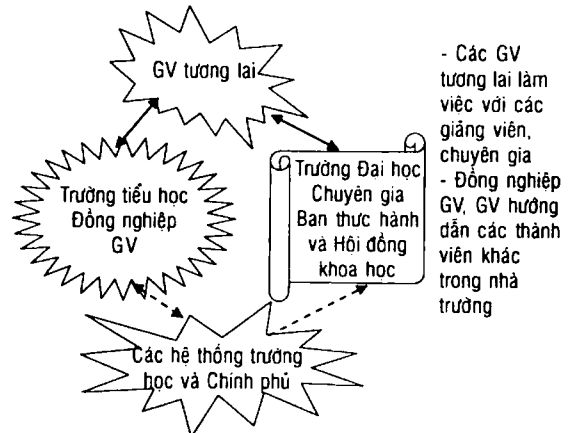 GV tương lai
Trường tiểu học
Đồng nghiệp
GV
Trường Đai học
Chuyên gia
Ban thực hành
và Hội đồng
khoa học
Các hệ thống trường
học và Chính phủ
- Các GV
tương lai làm
việc với các
giảng viên,
chuyên gia
- Đồng nghiệp
GV, GV hướng
dẫn các thành
viên khác
trong nhà
trường